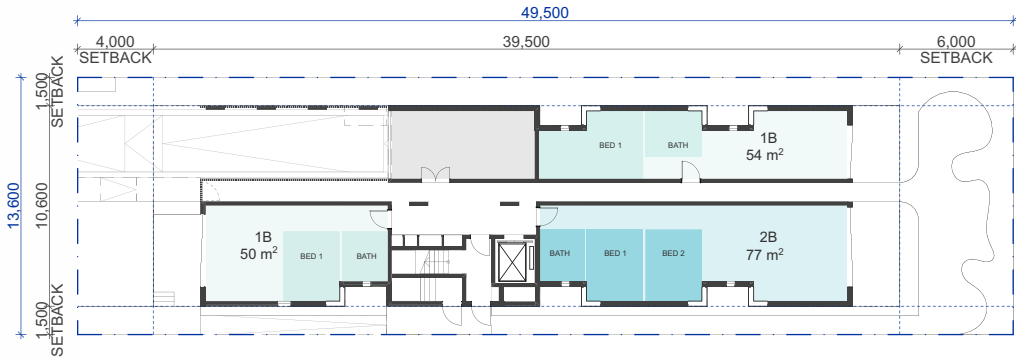 49,500
4,000
SETBACK
39,500
6,000
SETBACK
1,500
SETBACK
13,600
10,600
1,500
SETBACK
BED 1
BATH
1B
54 m²
1B
50 m²
BED 1
BATH
BATH
BED 1
BED 2
2B
77 m²